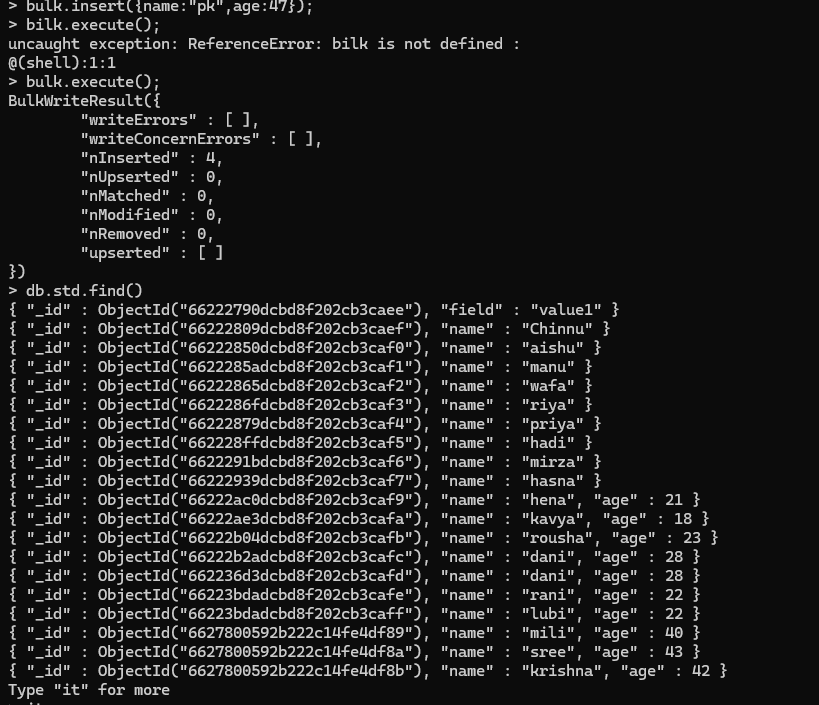 > bulk.insert({name:"pk",age:47});
> bilk.execute();
uncaught exception: ReferenceError: bilk is not defined :
@(shell):1:1
> bulk.execute();
BulkWriteResult({
        "writeErrors" : [ ],
        "writeConcernErrors" : [ ],
        "nInserted" : 4,
        "nUpserted" : 0,
        "nMatched" : 0,
        "nModified" : 0,
        "nRemoved" : 0,
        "upserted" : [ ]
})
> db.std.find()
{ "_id" : ObjectId("66222790dcbd8f202cb3caee"), "field" : "value1" }
{ "_id" : ObjectId("66222809dcbd8f202cb3caef"), "name" : "Chinnu" }
{ "_id" : ObjectId("66222850dcbd8f202cb3caf0"), "name" : "aishu" }
{ "_id" : ObjectId("6622285adcbd8f202cb3caf1"), "name" : "manu" }
{ "_id" : ObjectId("66222865dcbd8f202cb3caf2"), "name" : "wafa" }
{ "_id" : ObjectId("6622286fdcbd8f202cb3caf3"), "name" : "riya" }
{ "_id" : ObjectId("66222879dcbd8f202cb3caf4"), "name" : "priya" }
{ "_id" : ObjectId("662228ffdcbd8f202cb3caf5"), "name" : "hadi" }
{ "_id" : ObjectId("6622291bdcbd8f202cb3caf6"), "name" : "mirza" }
{ "_id" : ObjectId("66222939dcbd8f202cb3caf7"), "name" : "hasna" }
{ "_id" : ObjectId("66222ac0dcbd8f202cb3caf9"), "name" : "hena", "age" : 21 }
{ "_id" : ObjectId("66222ae3dcbd8f202cb3cafa"), "name" : "kavya", "age" : 18 }
{ "_id" : ObjectId("66222b04dcbd8f202cb3cafb"), "name" : "rousha", "age" : 23 }
{ "_id" : ObjectId("66222b2adcbd8f202cb3cafc"), "name" : "dani", "age" : 28 }
{ "_id" : ObjectId("662236d3dcbd8f202cb3cafd"), "name" : "dani", "age" : 28 }
{ "_id" : ObjectId("66223bdadcbd8f202cb3cafe"), "name" : "rani", "age" : 22 }
{ "_id" : ObjectId("66223bdadcbd8f202cb3caff"), "name" : "lubi", "age" : 22 }
{ "_id" : ObjectId("6627800592b222c14fe4df89"), "name" : "mili", "age" : 40 }
{ "_id" : ObjectId("6627800592b222c14fe4df8a"), "name" : "sree", "age" : 43 }
{ "_id" : ObjectId("6627800592b222c14fe4df8b"), "name" : "krishna", "age" : 42 }
Type "it" for more